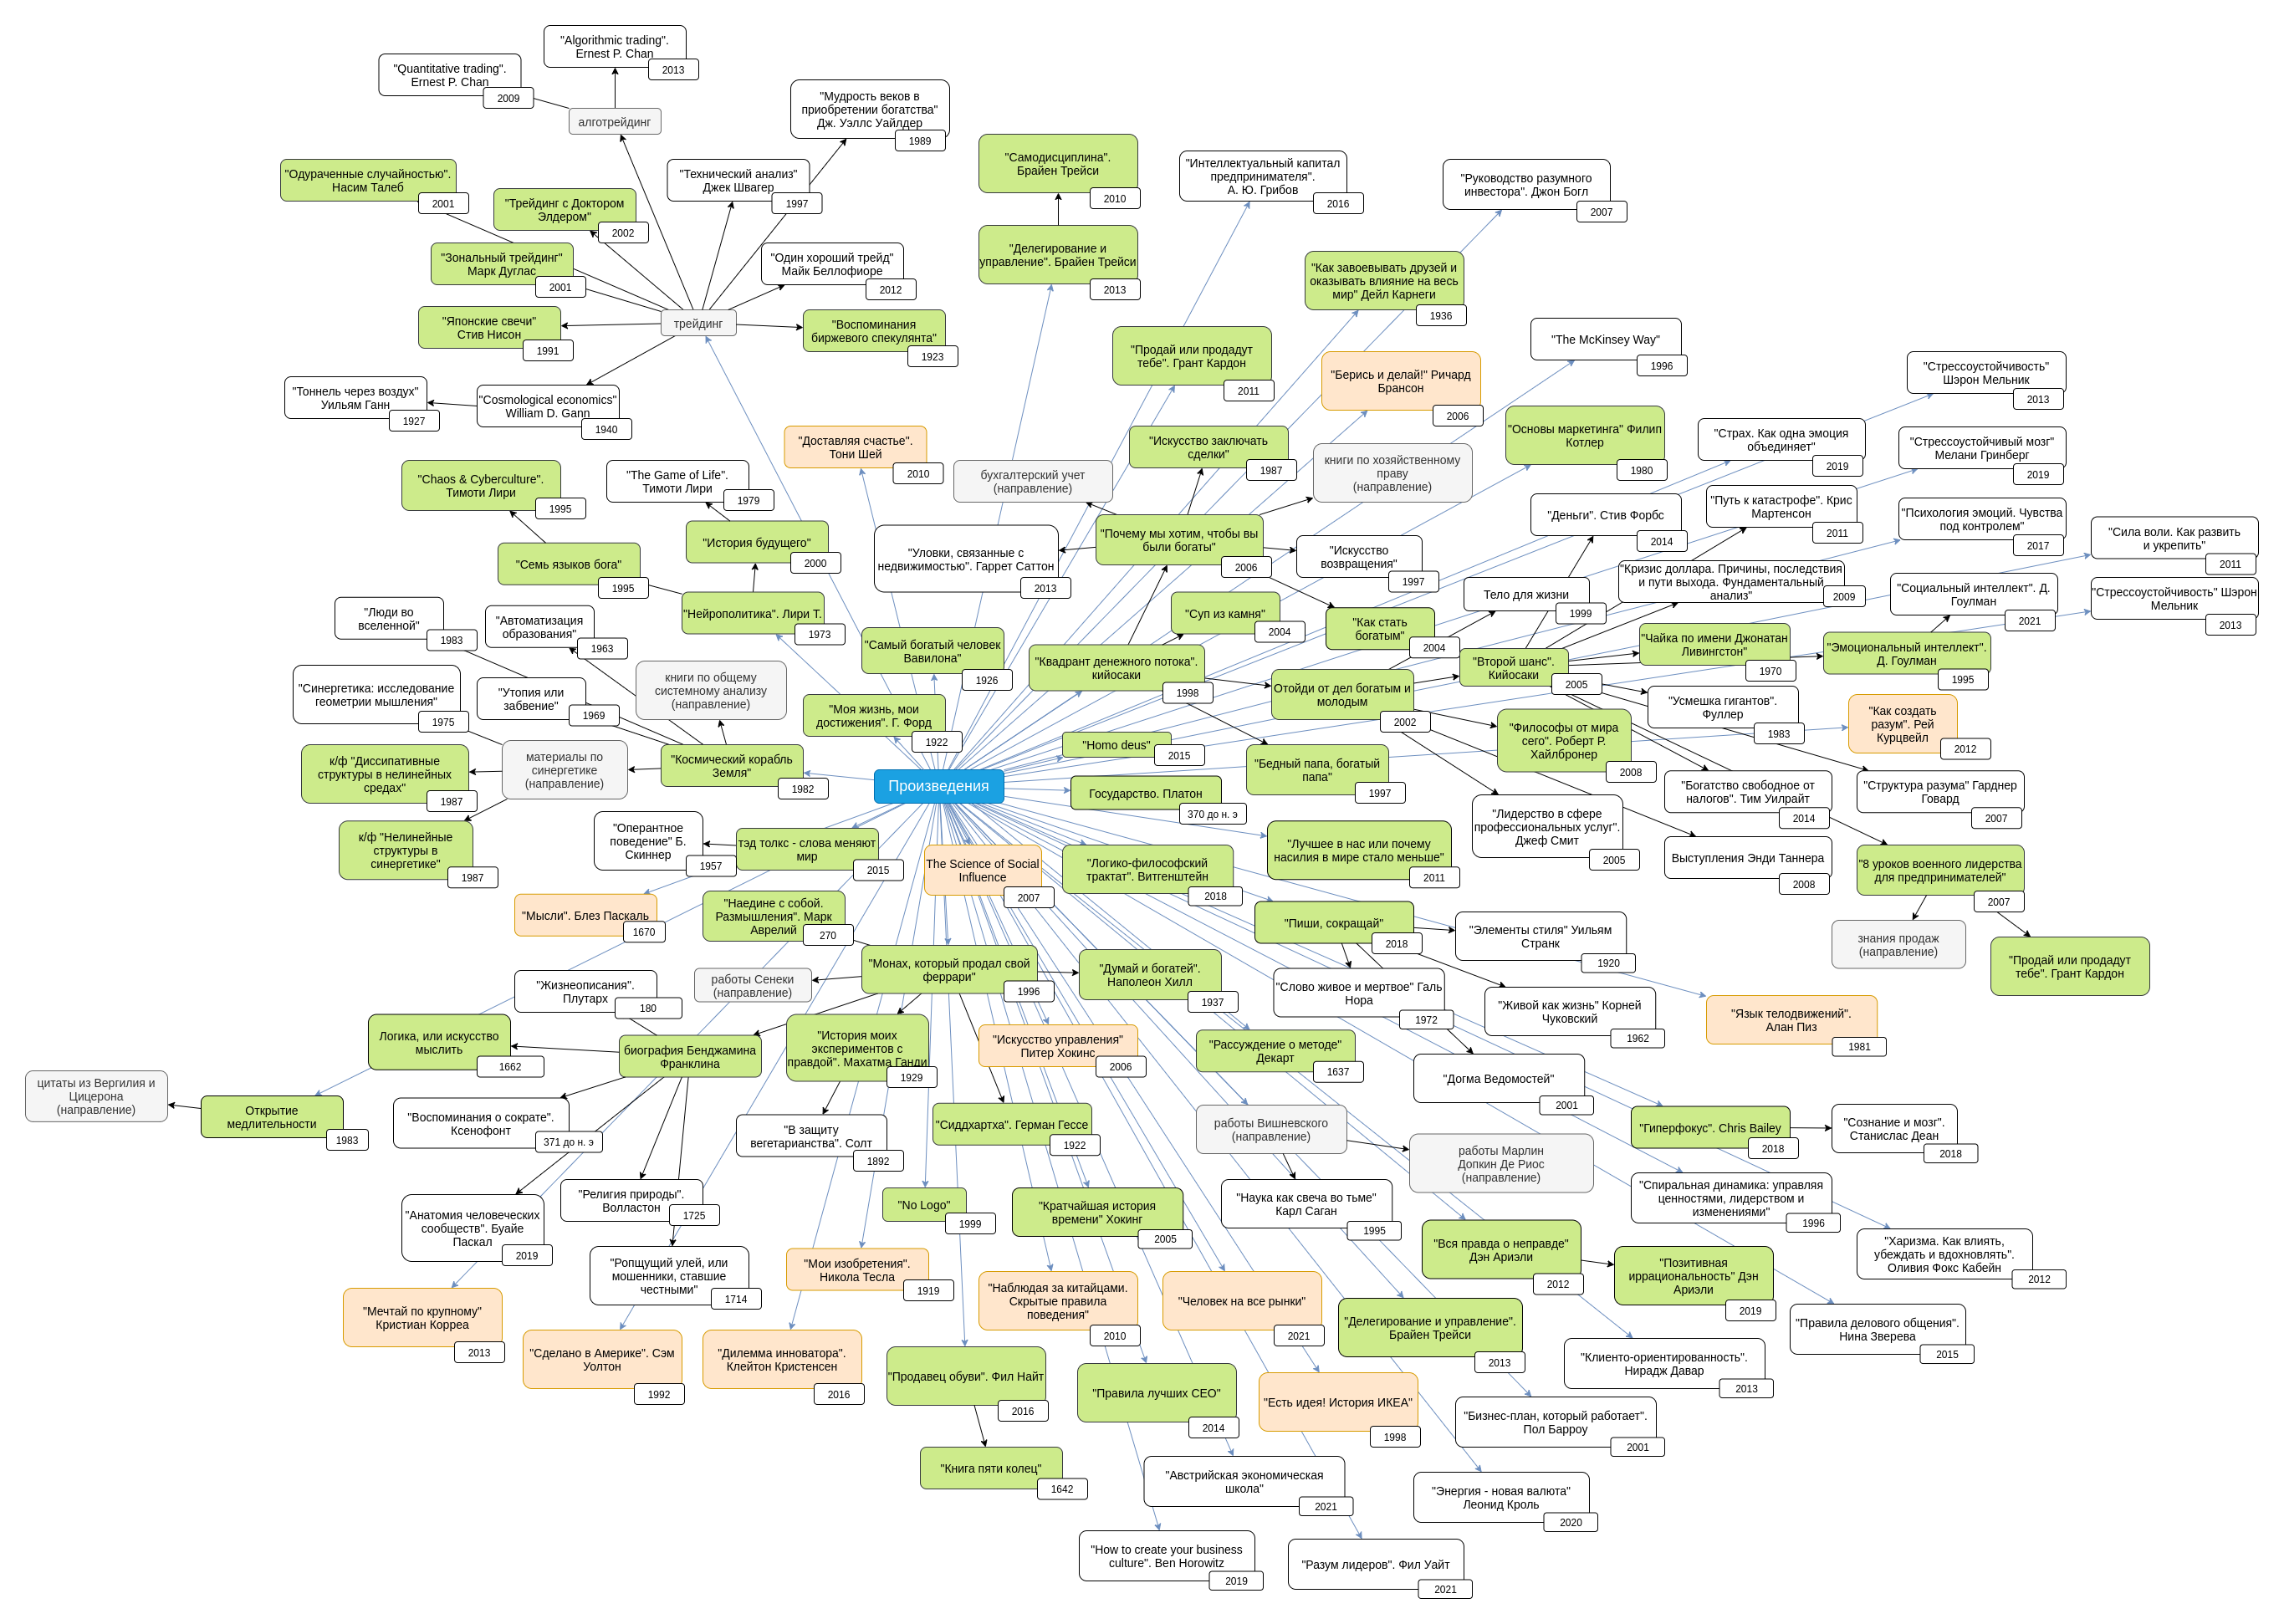 "Algorithmic trading".
Ernest P. Chan
2013
"Quantitative trading".
Ernest P. Chan
2009
алготрейдинг
"Мудрость веков в
приобретении богатства"
Дж. Уэллс Уайлдер
1989
"Одураченные случайностью".
Насим Талеб
2001
"Трейдинг с Доктором
Элдером"
2002
"Технический анализ"
Джек Швагер
1997
"Зональный трейдинг"
Марк Дуглас
2001
"Один хороший трейд"
Майк Беллофиоре
2012
"Японские свечи"
Стив Нисон
1991
трейдинг
"Воспоминания
биржевого спекулянта"
1923
"Тоннель через воздух"
Уильям Ганн
1927
"Cosmological economics"
William D. Gann
1940
"Самодисциплина".
Брайен Трейси
2010
"Делегирование и
управление". Брайен Трейси
2013
"Интеллектуальный капитал
предпринимателя".
А. Ю. Грибов
2016
"Руководство разумного
инвестора". Джон Богл
2007
"Как завоевывать друзей и
оказывать влияние на весь
мир" Дейл Карнеги
1936
"Продай или продадут
тебе". Грант Кардон
2011
"Берись и делай!" Ричард
Брансон
2006
"The McKinsey Way"
1996
"Основы маркетинга" Филип
Котлер
1980
"Стрессоустойчивость"
Шэрон Мельник
2013
"Страх. Как одна эмоция
объединяет"
2019
"Стрессоустойчивый мозг"
Мелани Гринберг
2019
"Доставляя счастье".
Тони Шей
2010
бухгалтерский учет
(направление)
"Искусство заключать
сделки"
1987
книги по хозяйственному
праву
(направление)
"Chaos & Cyberculture".
Тимоти Лири
1995
"The Game of Life".
Тимоти Лири
1979
"История будущего"
2000
"Семь языков бога"
1995
"Нейрополитика". Лири Т.
1973
"Уловки, связанные с
недвижимостью". Гаррет Саттон
2013
"Почему мы хотим, чтобы вы
были богаты"
2006
"Искусство
возвращения"
1997
"Деньги". Стив Форбс
2014
"Путь к катастрофе". Крис
Мартенсон
2011
"Психология эмоций. Чувства
под контролем"
2017
"Сила воли. Как развить
и укрепить"
2011
"Кризис доллара. Причины, последствия
и пути выхода. Фундаментальный
анализ"
2009
"Социальный интеллект". Д.
Гоулман
2021
"Стрессоустойчивость" Шэрон
Мельник
2013
Тело для жизни
1999
"Суп из камня"
2004
"Как стать
богатым"
2004
"Чайка по имени Джонатан
Ливингстон"
1970
"Эмоциональный интеллект".
Д. Гоулман
1995
"Люди во
вселенной"
1983
"Автоматизация
образования"
1963
"Самый богатый человек
Вавилона"
1926
"Квадрант денежного потока".
кийосаки
1998
"Второй шанс".
Кийосаки
2005
Отойди от дел богатым и
молодым
2002
"Усмешка гигантов".
Фуллер
1983
"Как создать
разум". Рей
Курцвейл
2012
"Синергетика: исследование
геометрии мышления"
1975
"Утопия или
забвение"
1969
книги по общему
системному анализу
(направление)
"Моя жизнь, мои
достижения". Г. Форд
1922
"Философы от мира
сего". Роберт Р.
Хайлбронер
2008
"Homo deus"
2015
"Бедный папа, богатый
папа"
1997
к/ф "Диссипативные
структуры в нелинейных
средах"
1987
материалы по
синергетике
(направление)
"Космический корабль
Земля"
1982
Произведения
Государство. Платон
370 до н. э
"Богатство свободное от
налогов". Тим Уилрайт
2014
"Структура разума" Гарднер
Говард
2007
"Лидерство в сфере
профессиональных услуг".
Джеф Смит
2005
к/ф "Нелинейные
структуры в
синергетике"
1987
"Оперантное
поведение" Б.
Скиннер
1957
тэд толкс - слова меняют
мир
2015
The Science of Social
Influence
2007
"Логико-философский
трактат". Витгенштейн
2018
"Лучшее в нас или почему
насилия в мире стало меньше"
2011
Выступления Энди Таннера
2008
"8 уроков военного лидерства
для предпринимателей"
2007
знания продаж
(направление)
"Продай или продадут
тебе". Грант Кардон
"Мысли". Блез Паскаль
1670
"Наедине с собой.
Размышления". Марк
Аврелий
270
"Пиши, сокращай"
2018
"Элементы стиля" Уильям
Странк
1920
работы Сенеки
(направление)
"Монах, который продал свой
феррари"
1996
"Думай и богатей".
Наполеон Хилл
1937
"Слово живое и мертвое" Галь
Нора
1972
"Живой как жизнь" Корней
Чуковский
1962
"Язык телодвижений".
Алан Пиз
1981
"Жизнеописания".
Плутарх
180
Логика, или искусство
мыслить
1662
биография Бенджамина
Франклина
"История моих
экспериментов с
правдой". Махатма Ганди
1929
"Искусство управления"
Питер Хокинс
2006
"Рассуждение о методе"
Декарт
1637
"Догма Ведомостей"
2001
цитаты из Вергилия и
Цицерона
(направление)
Открытие
медлительности
1983
"Воспоминания о сократе".
Ксенофонт
371 до н. э
"В защиту
вегетарианства". Солт
1892
"Сиддхартха". Герман Гессе
1922
работы Вишневского
(направление)
работы Марлин
Допкин Де Риос
(направление)
"Гиперфокус". Chris Bailey
2018
"Сознание и мозг".
Станислас Деан
2018
"Анатомия человеческих
сообществ". Буайе
Паскал
2019
"Религия природы".
Волластон
1725
"No Logo"
1999
"Кратчайшая история
времени" Хокинг
2005
"Наука как свеча во тьме"
Карл Саган
1995
"Спиральная динамика: управляя
ценностями, лидерством и
изменениями"
1996
"Вся правда о неправде"
Дэн Ариэли
2012
"Позитивная
иррациональность" Дэн
Ариэли
2019
"Харизма. Как влиять,
убеждать и вдохновлять".
Оливия Фокс Кабейн
2012
"Ропщущий улей, или
мошенники, ставшие
честными"
1714
"Мои изобретения".
Никола Тесла
1919
"Наблюдая за китайцами.
Скрытые правила
поведения"
2010
"Человек на все рынки"
2021
"Мечтай по крупному"
Кристиан Корреа
2013
"Сделано в Америке". Сэм
Уолтон
1992
"Дилемма инноватора".
Клейтон Кристенсен
2016
"Делегирование и управление".
Брайен Трейси
2013
"Правила делового общения".
Нина Зверева
2015
"Клиенто-ориентированность".
Нирадж Давар
2013
"Продавец обуви". Фил Найт
2016
"Правила лучших CEO"
2014
"Есть идея! История ИКЕА"
1998
"Бизнес-план, который работает".
Пол Барроу
2001
"Книга пяти колец"
1642
"Австрийская экономическая
школа"
2021
"Энергия - новая валюта"
Леонид Кроль
2020
"How to create your business
culture". Ben Horowitz
2019
"Разум лидеров". Фил Уайт
2021